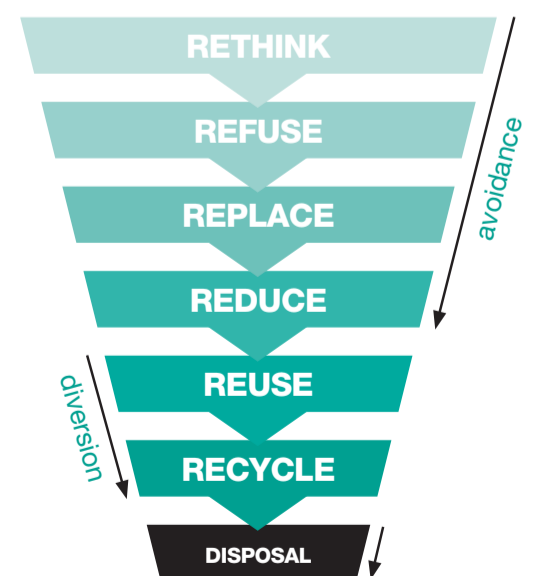 RETHINK
REFUSE
avoidance
REPLACE
REDUCE
REUSE
diversion
RECYCLE
DISPOSAL